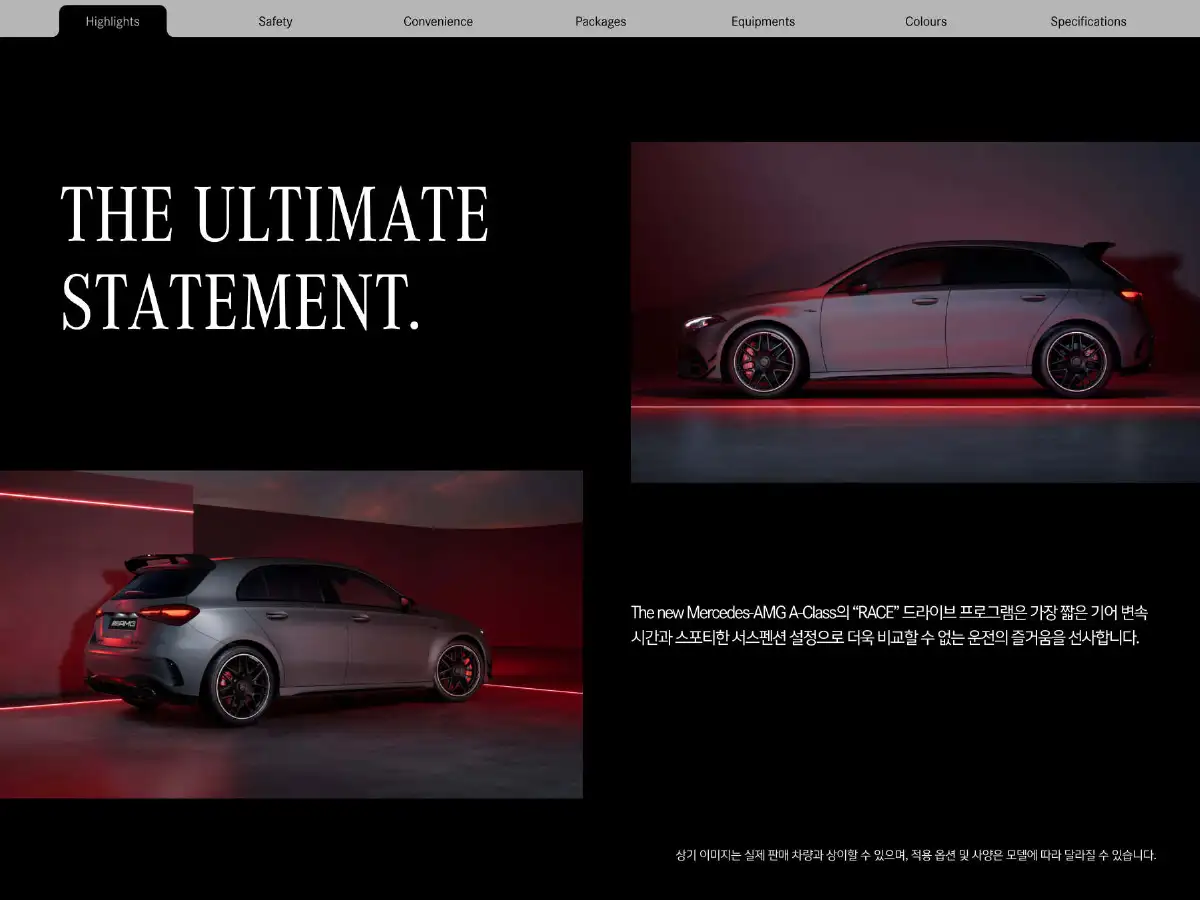 Highlights
Safety
Convenience
Packages
Equipments
Colours
Specifications
THE ULTIMATE
STATEMENT.
AMG
The new Mercedes-AMG A-Class의 “RACE” 드라이브 프로그램은 가장 짧은 기어 변속
시간과 스포티한 서스펜션 설정으로 더욱 비교할 수 없는 운전의 즐거움을 선사합니다.
상기 이미지는 실제 판매 차량과 상이할 수 있으며, 적용 옵션 및 사양은 모델에 따라 달라질 수 있습니다.